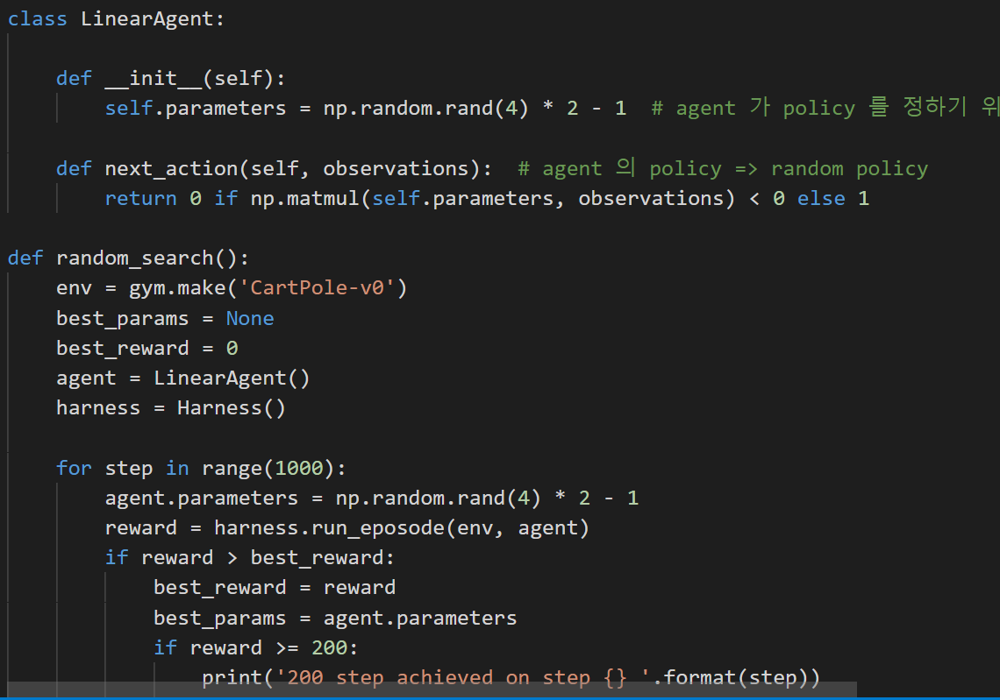 class LinearAgent:
def __init__(self):
self.parameters = np.random.rand(4) * 2 - 1  # agent 가 policy 를 정하기 위
def next_action(self, observations):  # agent 의 policy => random policy
return 0 if np.matmul(self.parameters, observations) < 0 else 1
def random_search():
env = gym.make('CartPole-v0')
best_params = None
best_reward = 0
agent = LinearAgent()
harness = Harness()
for step in range(1000):
agent.parameters = np.random.rand(4) * 2 - 1
reward = harness.run_eposode(env, agent)
if reward > best_reward:
best_reward = reward
best_params = agent.parameters
if reward >= 200:
print('200 step achieved on step {} '.format(step))